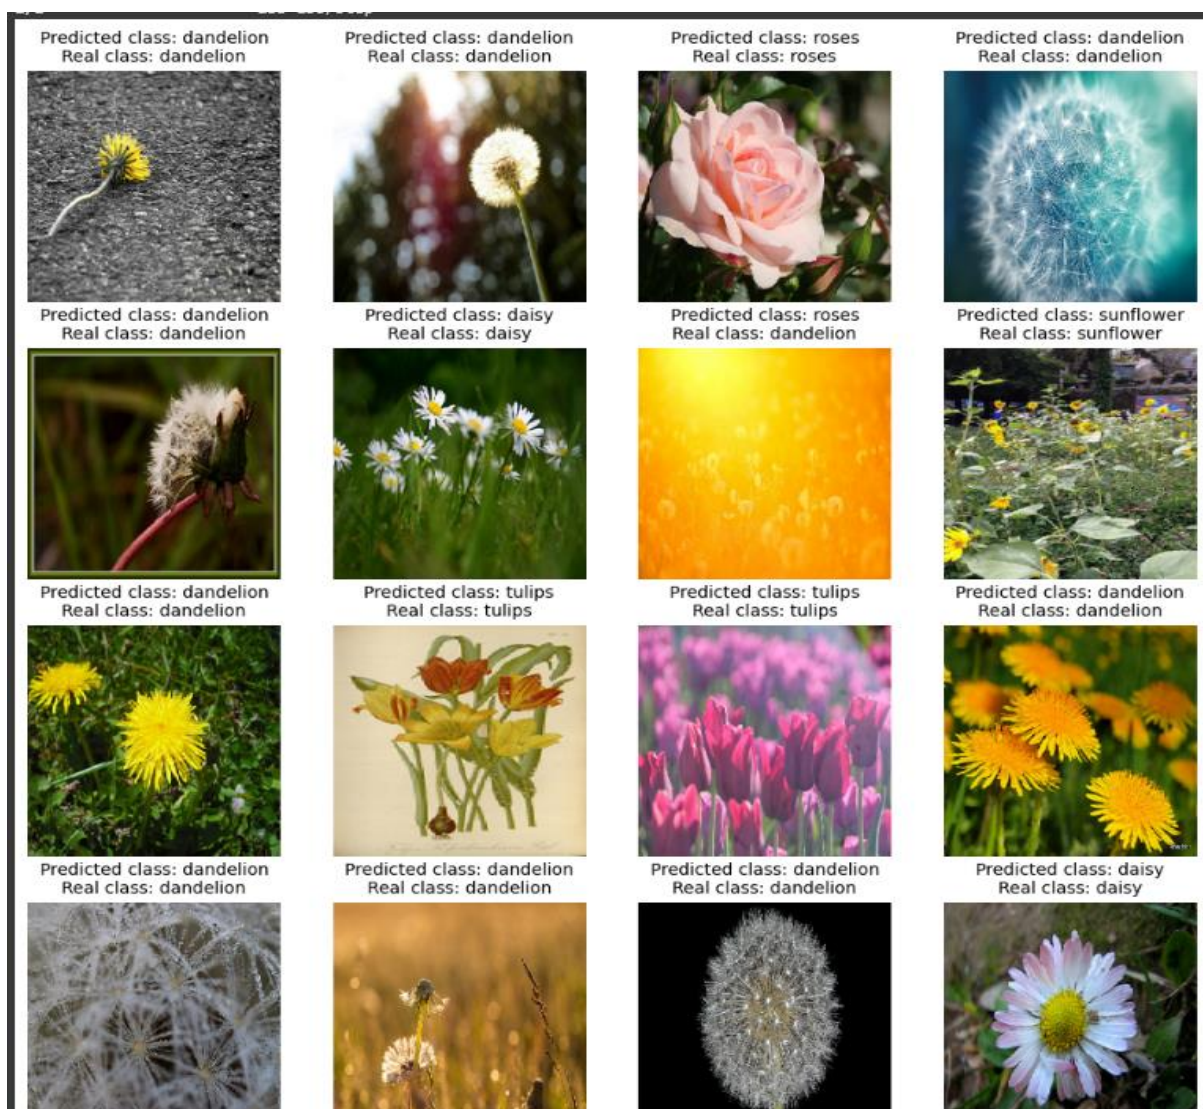 Predicted class: dandelion
Real class: dandelion
Predicted class: dandelion
Real class: dandelion
Predicted class: roses
Real class: roses
Predicted class: dandelion
Real class: dandelion
Predicted class: dandelion
Real class: dandelion
Predicted class: daisy
Real class: daisy
Predicted class: roses
Real class: dandelion
Predicted class: sunflower
Real class: sunflower
Predicted class: dandelion
Real class: dandelion
Predicted class: tulips
Real class: tulips
Predicted class: tulips
Real class: tulips
Predicted class: dandelion
Real class: dandelion
Predicted class: dandelion
Real class: dandelion
Predicted class: dandelion
Real class: dandelion
Predicted class: dandelion
Real class: dandelion
Predicted class: daisy
Real class: daisy